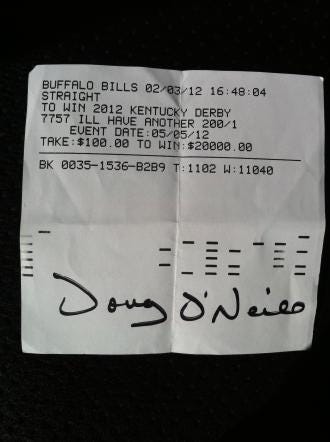 BUFFALO BILLS 02/03/12 16:48:04
STRAIGHT
TO WIN 2012 KENTUCKY DERBY
7757 ILL HAVE ANOTHER 200/1
EVENT DATE:05/05/12
TAKE:$100.00 TO WIN:$20000.00
BK 0035-1536-B2B9 T:1102 W:11040
Doug O'Neill